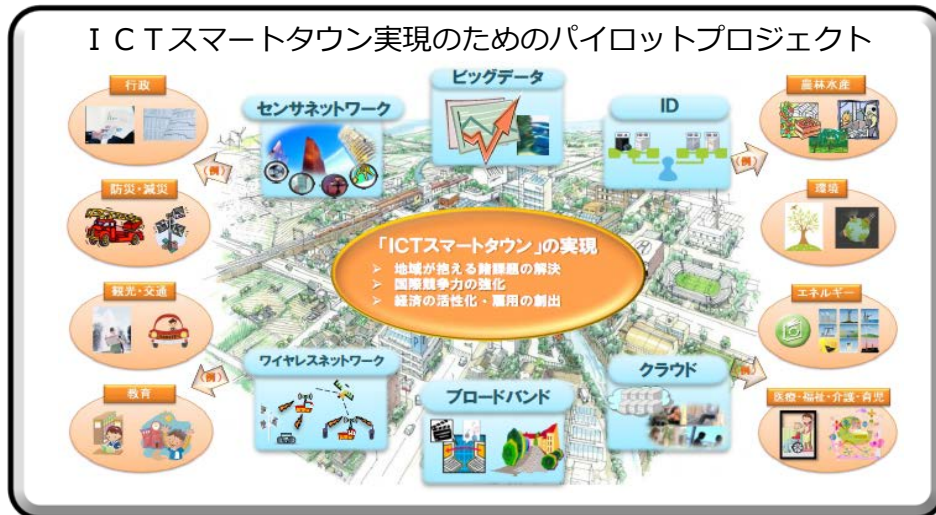 ＩＣＴスマートタウン実現のためのパイロットプロジェクト
行政
センサネットワーク
ビッグデータ
ID
農林水産
(例)
(例)
防災・減災
環境
「ICTスマートタウン」の実現
➢ 地域が抱える諸課題の解決
➢ 国際競争力の強化
➢ 経済の活性化・雇用の創出
観光・交通
エネルギー
ワイヤレスネットワーク
ブロードバンド
クラウド
(例)
(例)
教育
医療・福祉・介護・育児